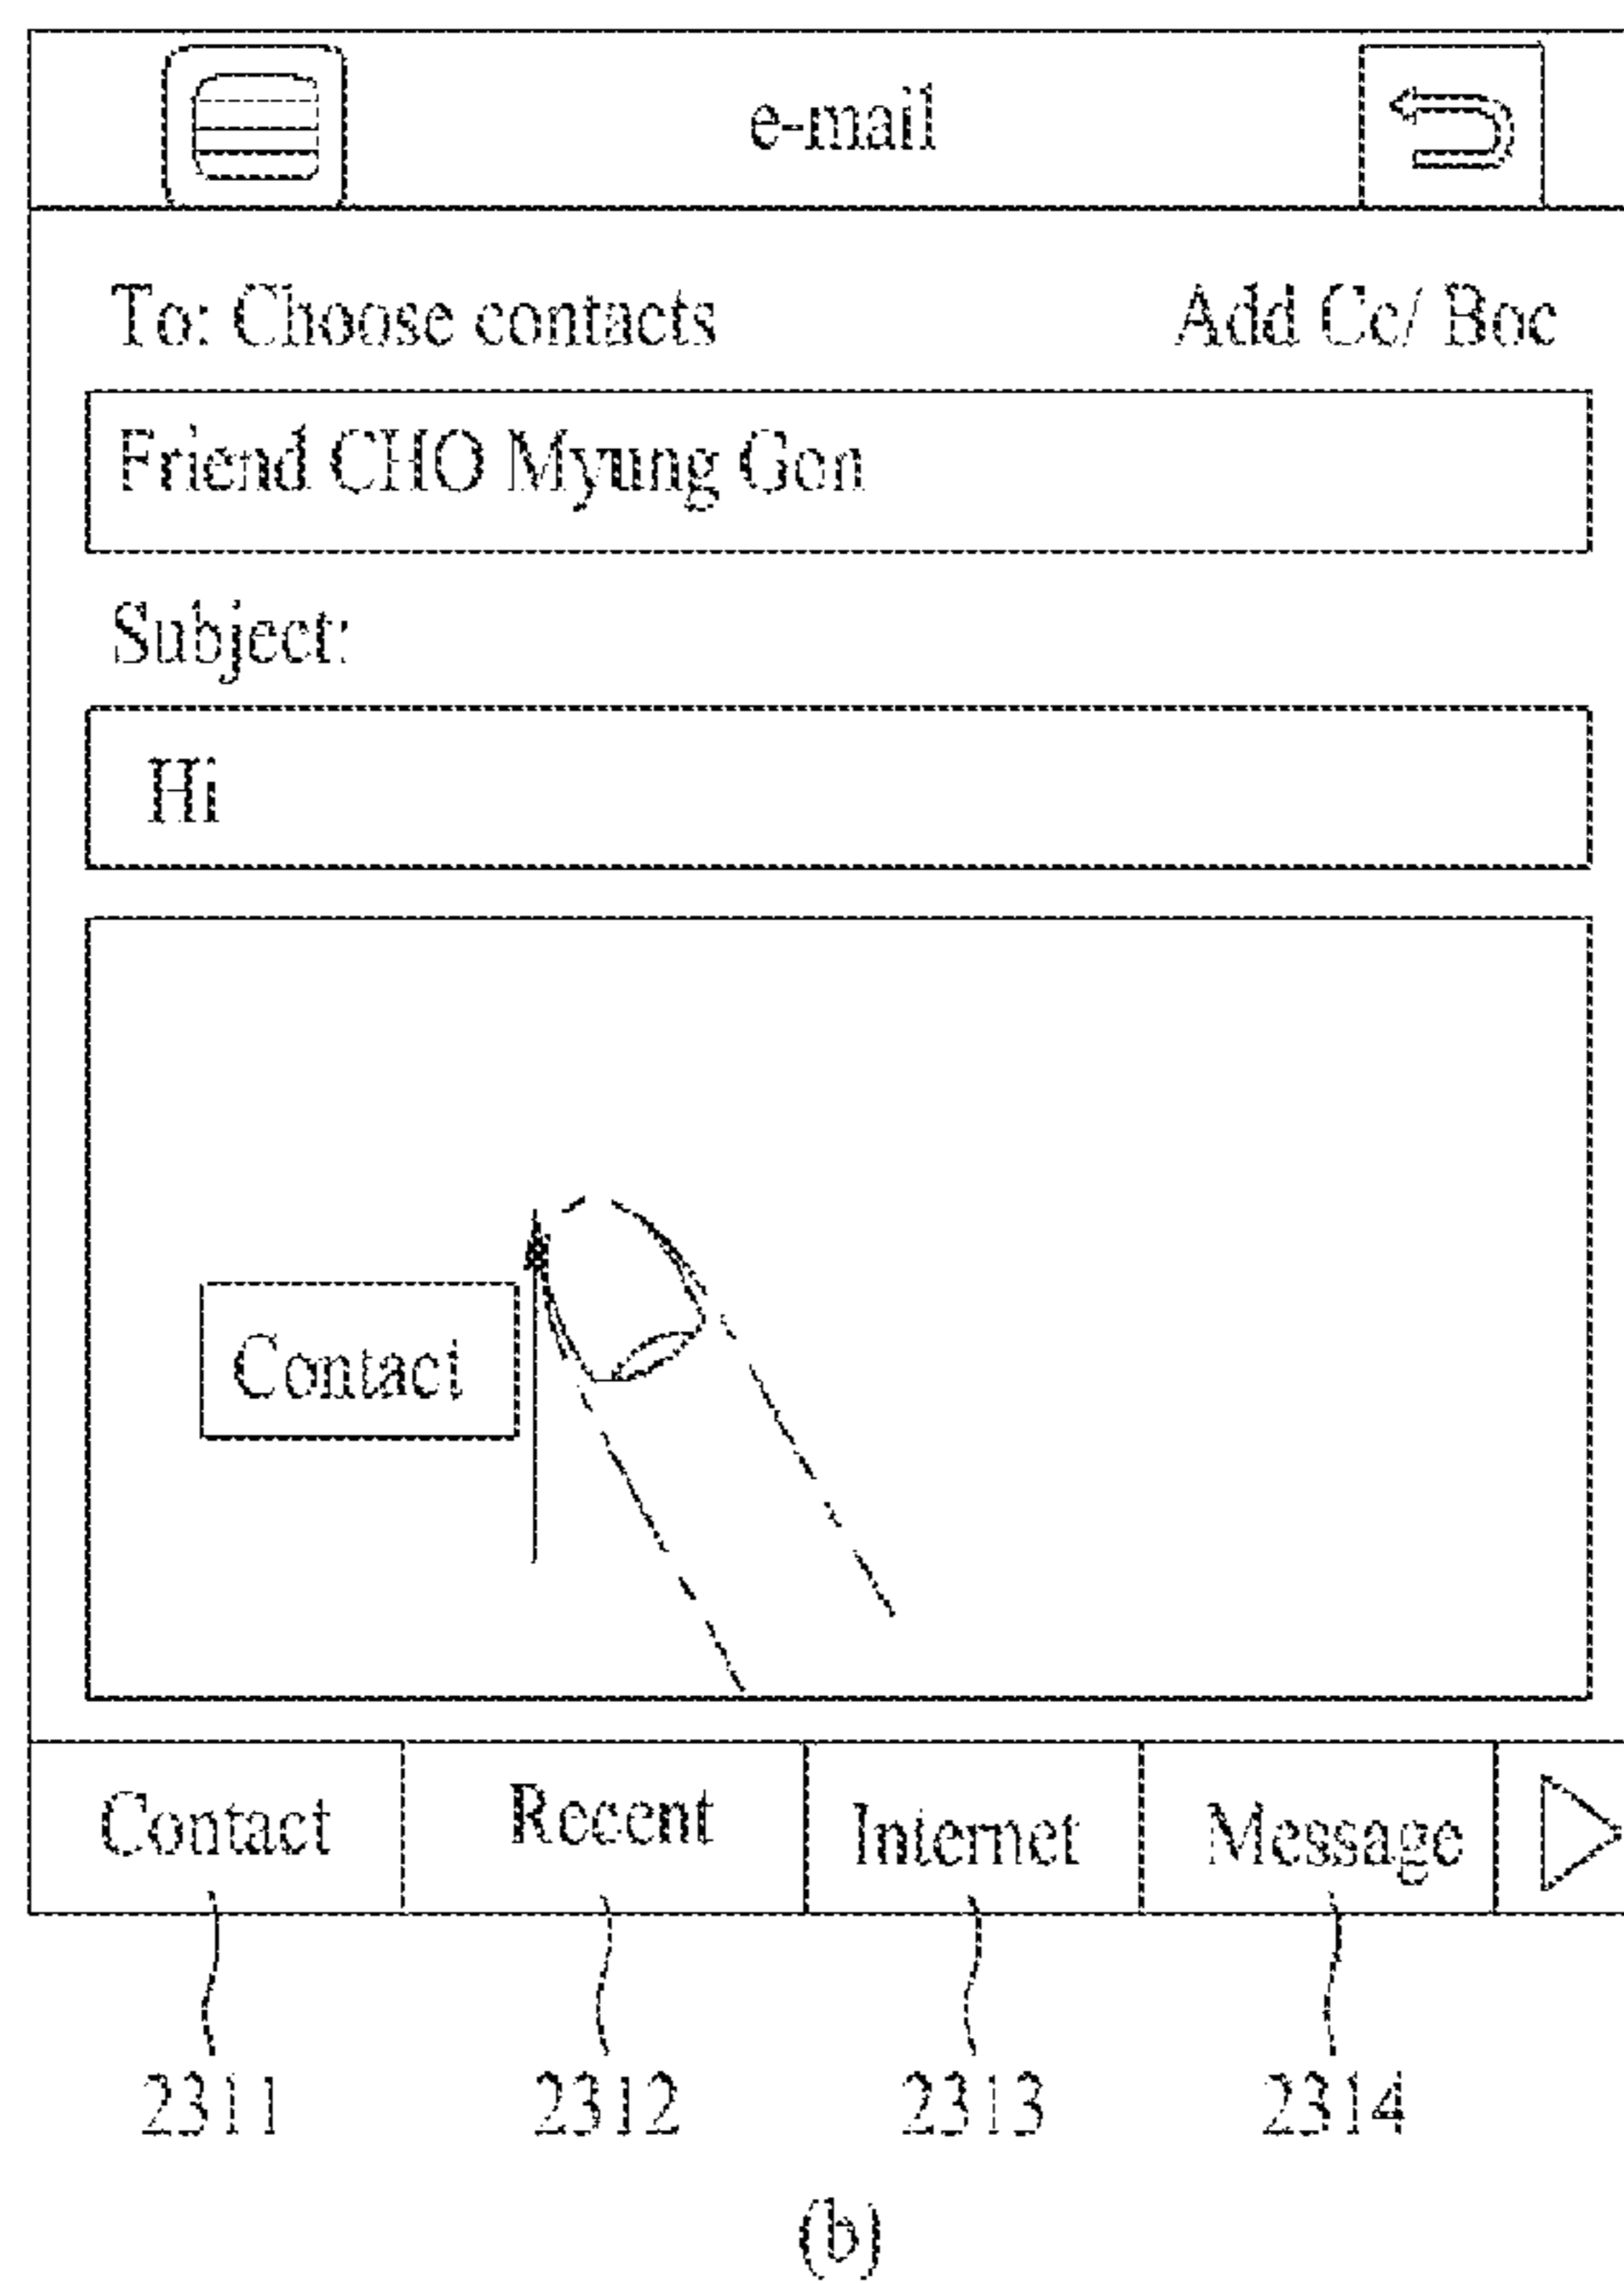 e-mail
To: Choose contacts Add Cc/ Boc
Friend CHO Myung Gon
Subject:
Hi
Contact
Contact Recent Internet Message
2311 2312 2313 2314
(b)